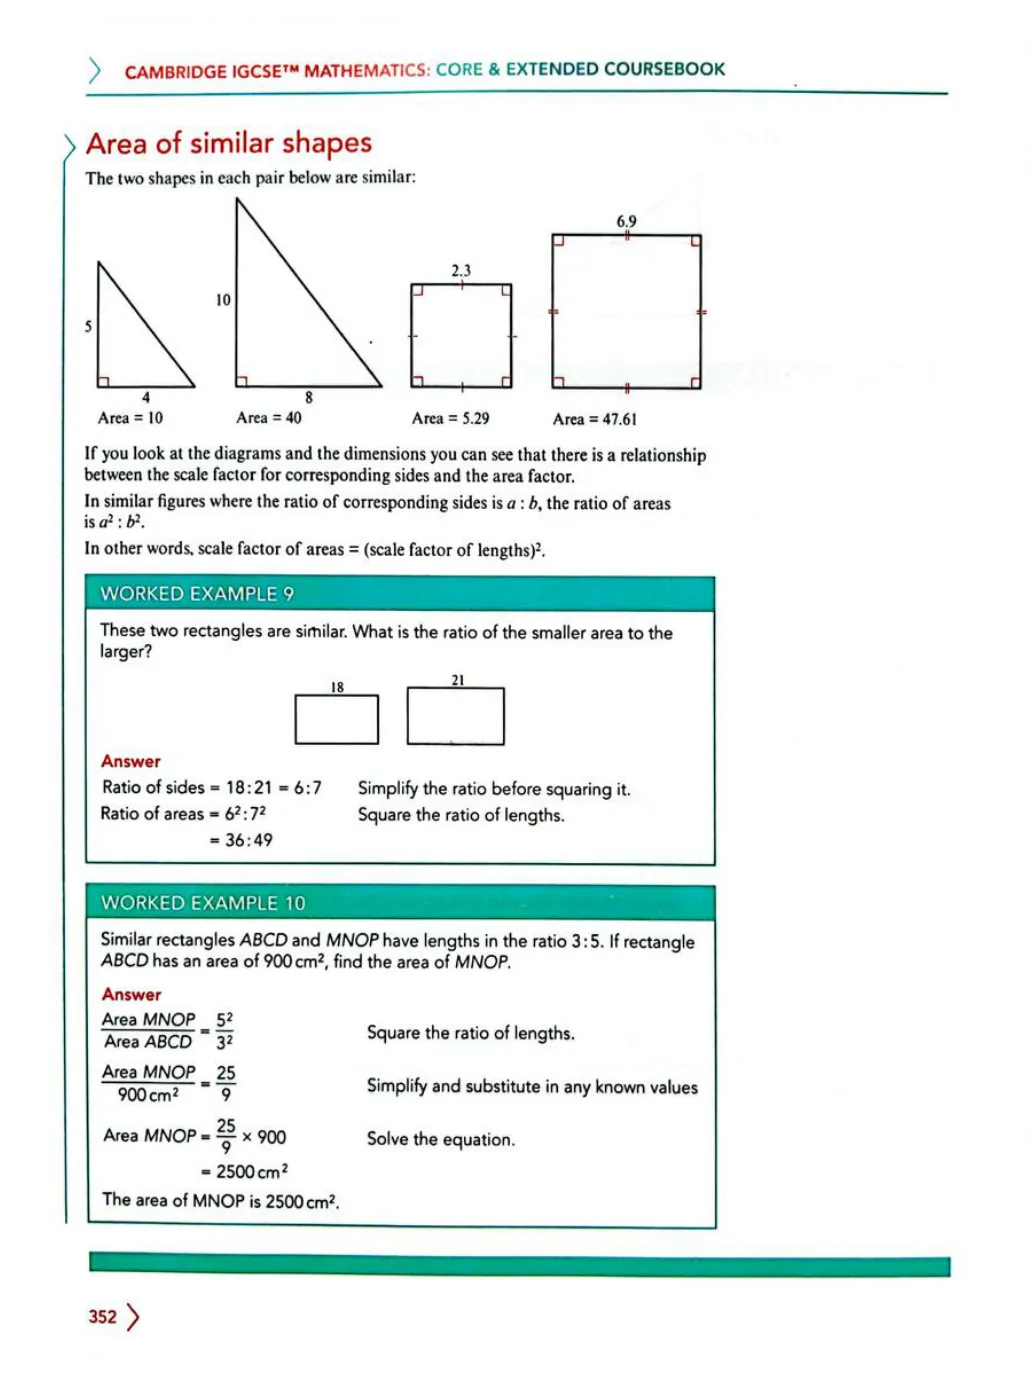 CAMBRIDGE IGCSE™ MATHEMATICS: CORE & EXTENDED COURSEBOOK
Area of similar shapes
The two shapes in each pair below are similar:
5
4
Area = 10
10
8
Area = 40
2.3
Area = 5.29
6.9
Area = 47.61
If you look at the diagrams and the dimensions you can see that there is a relationship
between the scale factor for corresponding sides and the area factor.
In similar figures where the ratio of corresponding sides is a : b, the ratio of areas
is a² : b².
In other words, scale factor of areas = (scale factor of lengths)².
WORKED EXAMPLE 9
These two rectangles are similar. What is the ratio of the smaller area to the
larger?
18
21
Answer
Ratio of sides = 18:21 = 6:7 Simplify the ratio before squaring it.
Ratio of areas = 6²:7² Square the ratio of lengths.
= 36:49
WORKED EXAMPLE 10
Similar rectangles ABCD and MNOP have lengths in the ratio 3:5. If rectangle
ABCD has an area of 900 cm², find the area of MNOP.
Answer
Area MNOP / Area ABCD = 5² / 3² Square the ratio of lengths.
Area MNOP / 900 cm² = 25 / 9 Simplify and substitute in any known values
Area MNOP = 25 / 9 × 900 Solve the equation.
= 2500 cm²
The area of MNOP is 2500 cm².
352